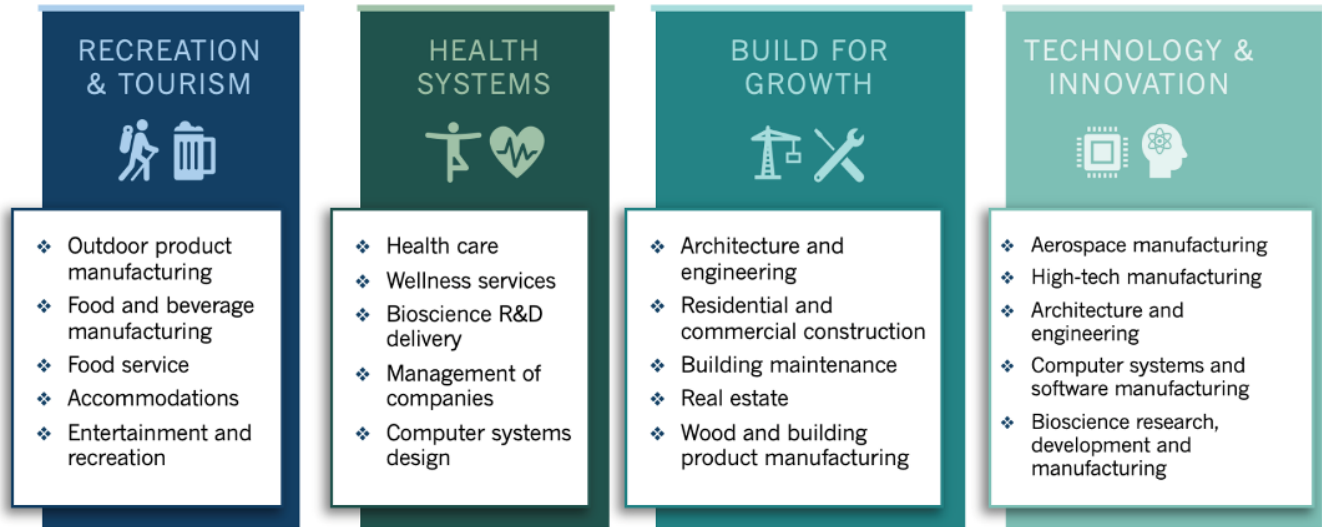 RECREATION
& TOURISM
❖ Outdoor product
manufacturing
❖ Food and beverage
manufacturing
❖ Food service
❖ Accommodations
❖ Entertainment and
recreation
HEALTH
SYSTEMS
❖ Health care
❖ Wellness services
❖ Bioscience R&D
delivery
❖ Management of
companies
❖ Computer systems
design
BUILD FOR
GROWTH
❖ Architecture and
engineering
❖ Residential and
commercial construction
❖ Building maintenance
❖ Real estate
❖ Wood and building
product manufacturing
TECHNOLOGY &
INNOVATION
❖ Aerospace manufacturing
❖ High-tech manufacturing
❖ Architecture and
engineering
❖ Computer systems and
software manufacturing
❖ Bioscience research,
development and
manufacturing